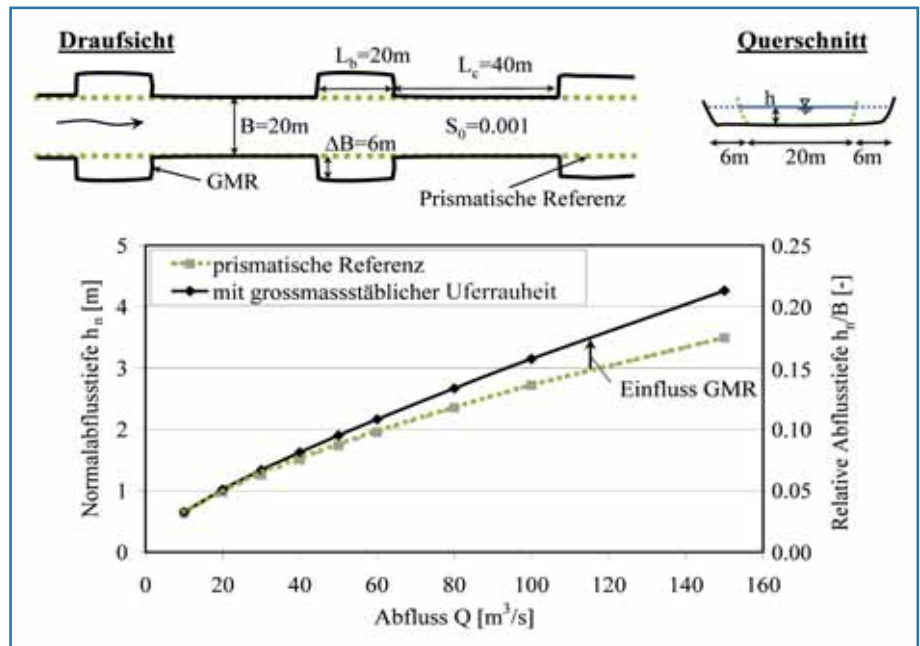 Draufsicht
Querschnitt
L_b=20m
L_c=40m
B=20m
S_0=0.001
ΔB=6m
GMR
Prismatische Referenz
h
6m 20m 6m
prismatische Referenz
mit grossmassstäblicher Uferrauheit
Einfluss GMR
Normalabflusstiefe h_n [m]
5
4
3
2
1
0
Relative Abflusstiefe h_n/B [-]
0.25
0.20
0.15
0.10
0.05
0.00
0 20 40 60 80 100 120 140 160
Abfluss Q [m³/s]